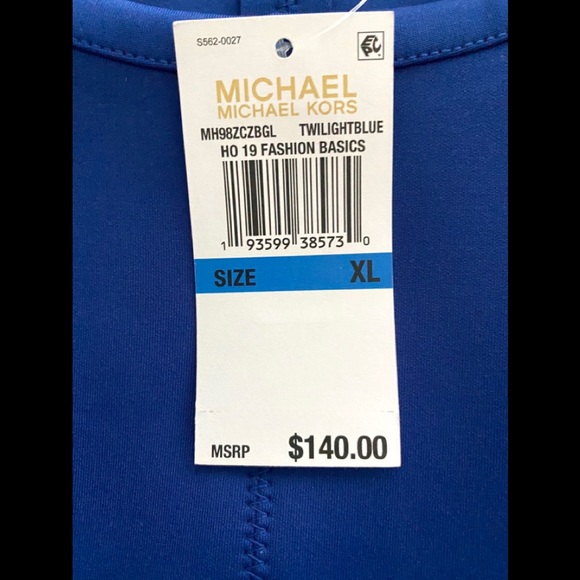 S562-0027
MICHAEL
MICHAEL KORS
MH98ZCZBGL TWILIGHTBLUE
HO 19 FASHION BASICS
1 93599 38573 0
SIZE XL
MSRP $140.00